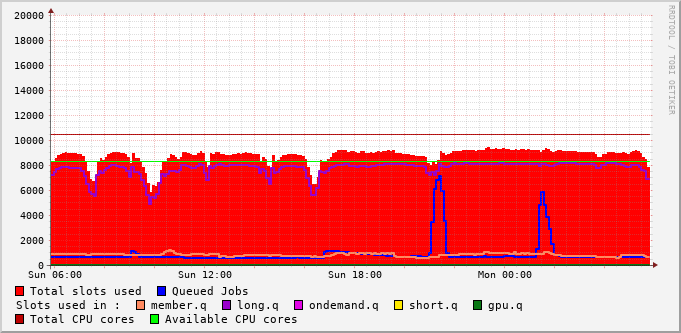 RRDTOOL / TOBI OETIKER
20000
18000
16000
14000
12000
10000
8000
6000
4000
2000
0
Sun 06:00 Sun 12:00 Sun 18:00 Mon 00:00
Total slots used Queued Jobs
Slots used in : member.q long.q ondemand.q short.q gpu.q
Total CPU cores Available CPU cores